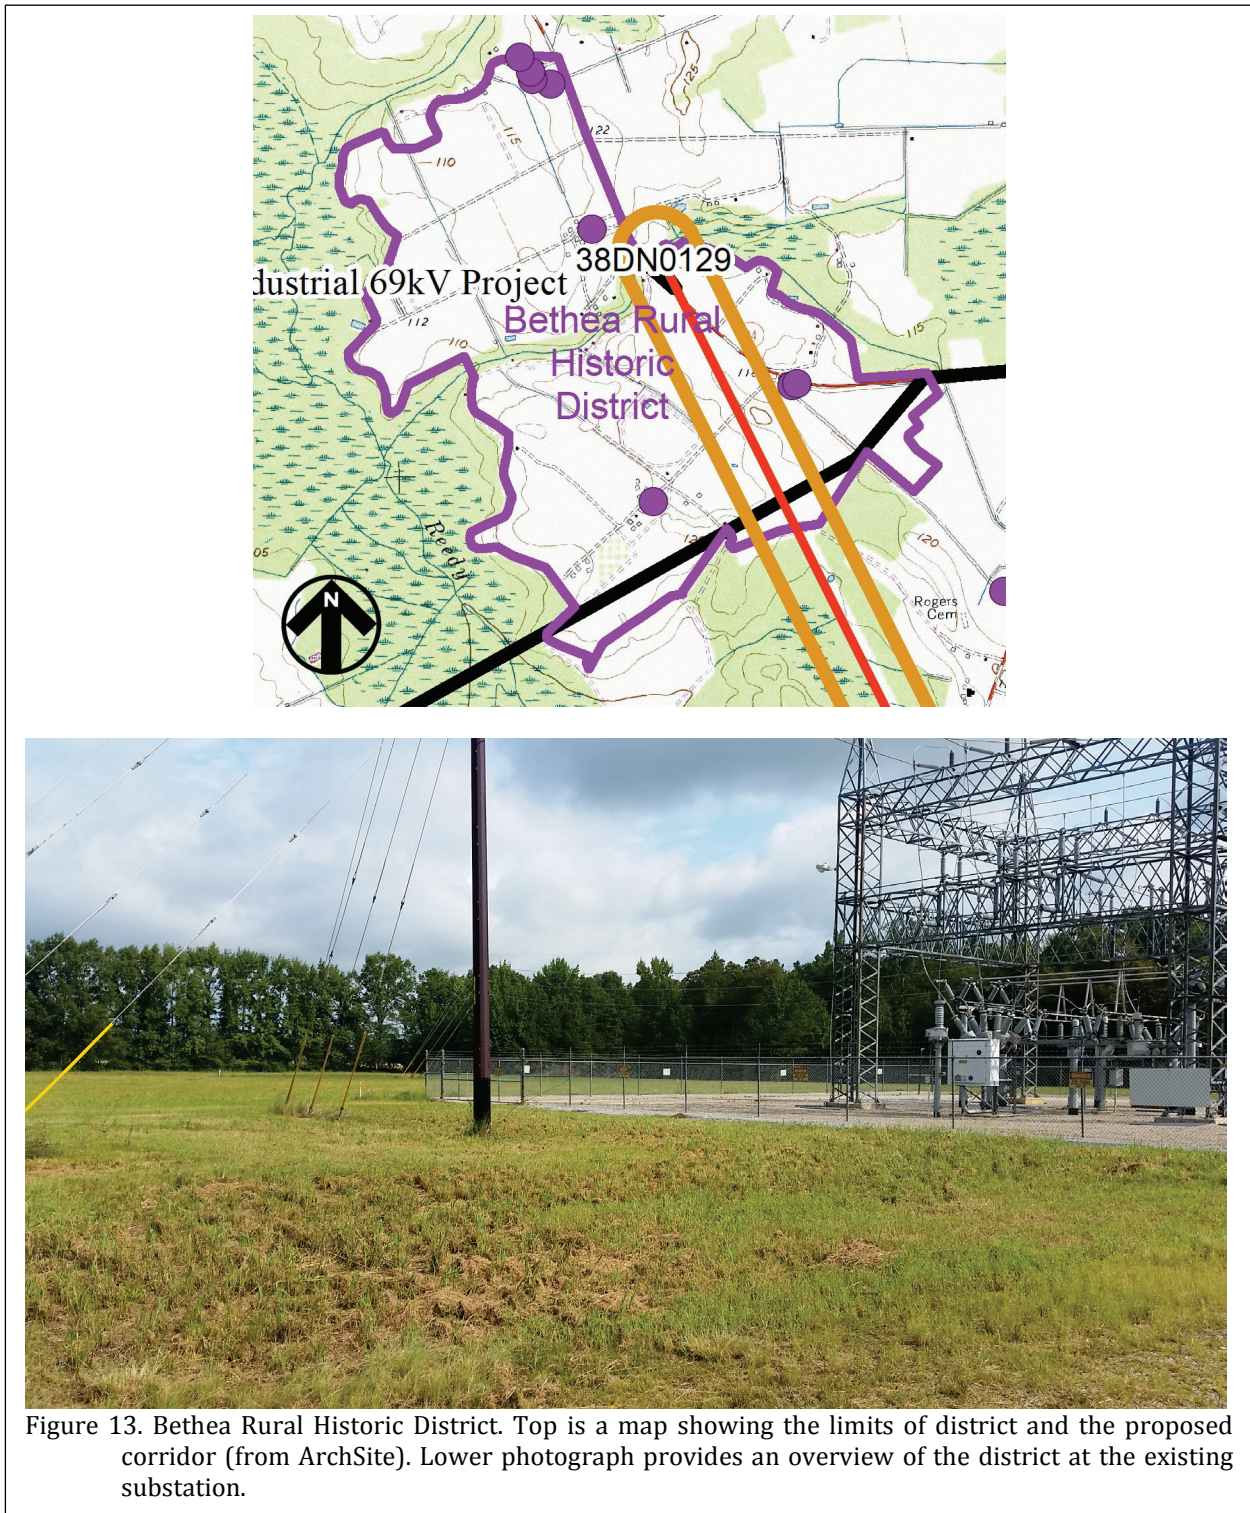 125
122
115
110
38DN0129
dustrial 69kV Project
Bethea Rural
Historic
District
112
110
115
116
Reedy
120
05
N
Rogers
Cem
Figure 13. Bethea Rural Historic District. Top is a map showing the limits of district and the proposed
corridor (from ArchSite). Lower photograph provides an overview of the district at the existing
substation.